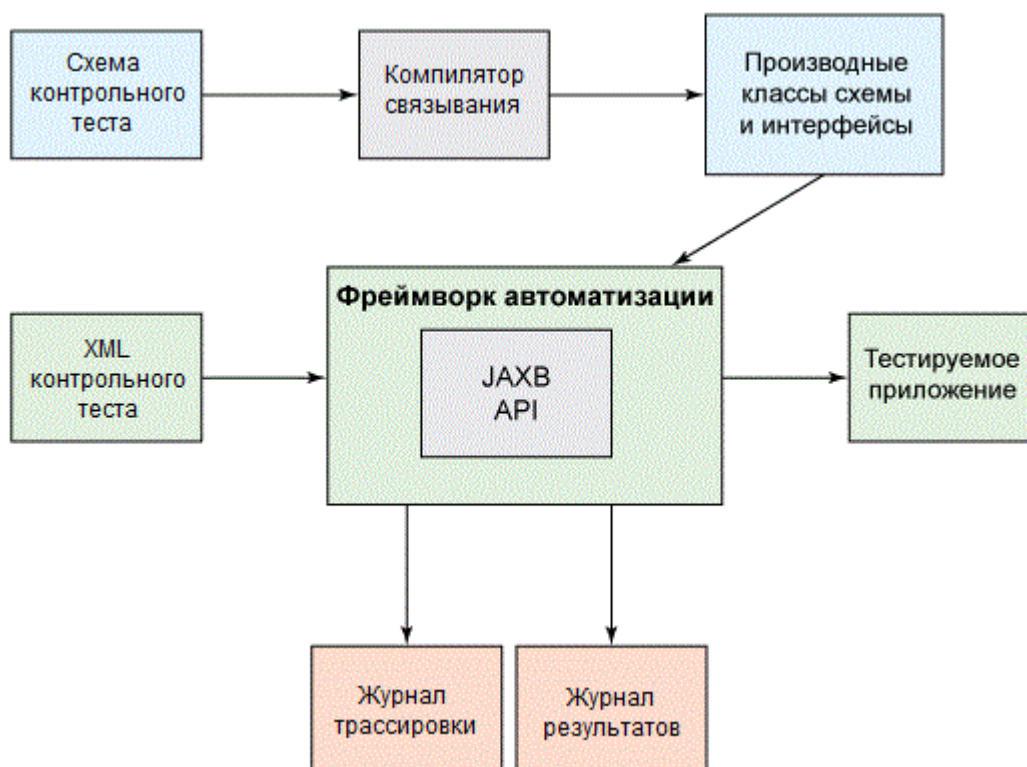 Схема
контрольного
теста
Компилятор
связывания
Производные
классы схемы
и интерфейсы
Фреймворк автоматизации
XML
контрольного
теста
JAXB
API
Тестируемое
приложение
Журнал
трассировки
Журнал
результатов